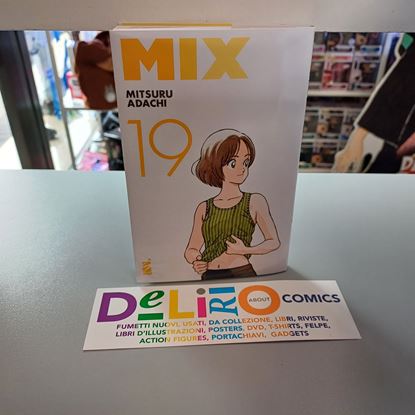 MIX
MITSURU
ADACHI
19
DeLiRiO ABOUT COMICS
FUMETTI NUOVI, USATI, DA COLLEZIONE, LIBRI, RIVISTE,
LIBRI D'ILLUSTRAZIONI, POSTERS, DVD, T-SHIRTS, FELPE,
ACTION FIGURES, PORTACHIAVI, GADGETS